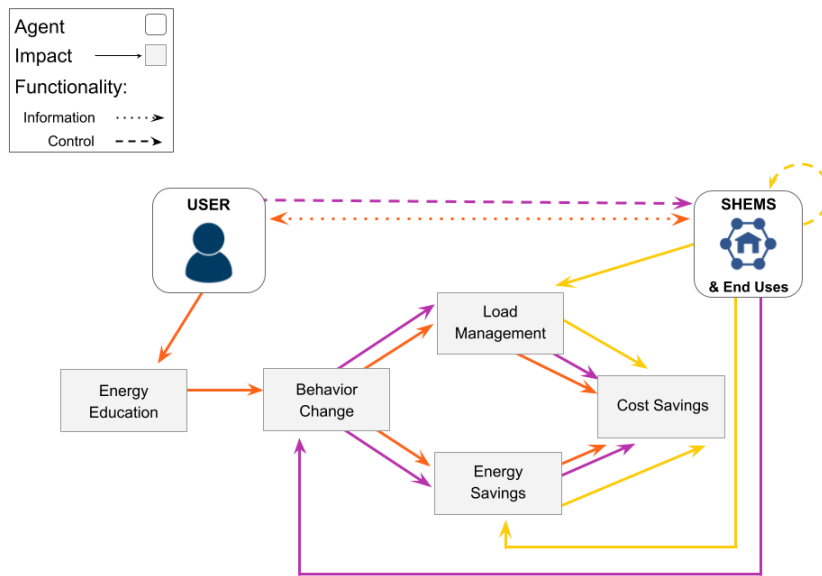 Agent
Impact
Functionality:
Information
Control
USER
SHEMS
& End Uses
Load
Management
Energy
Education
Behavior
Change
Cost Savings
Energy
Savings